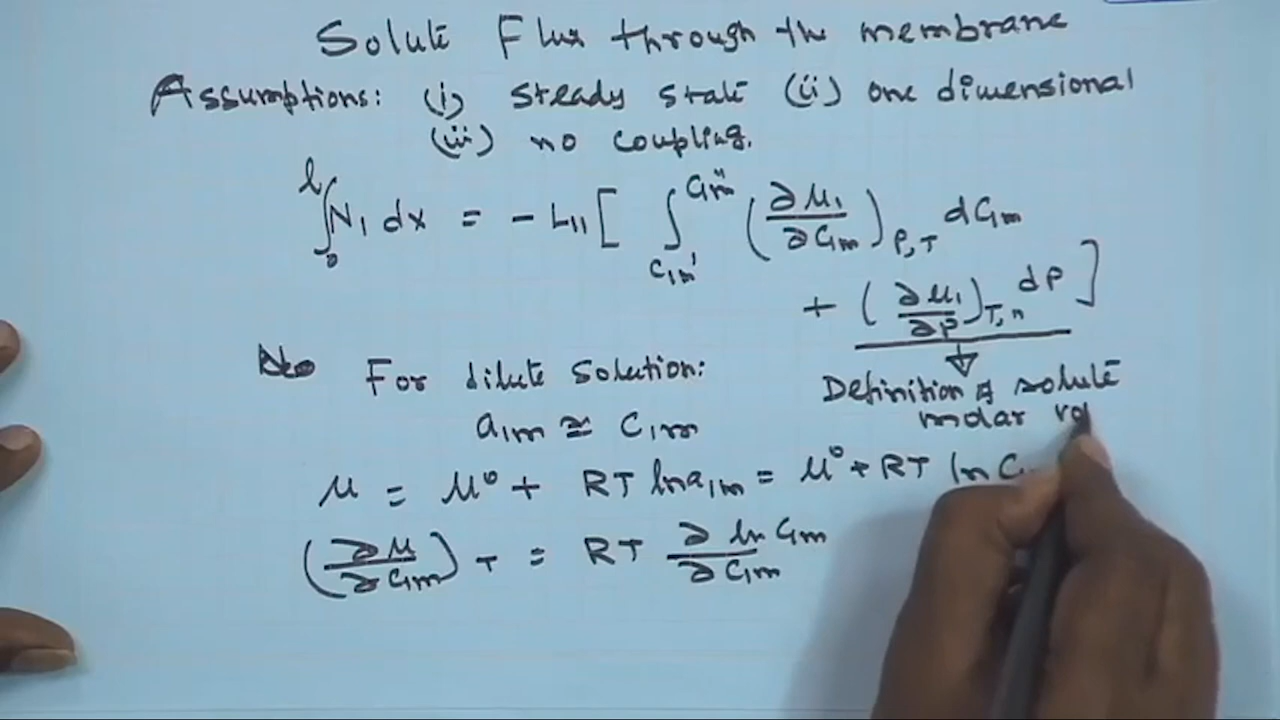 Solute Flux through the membrane
Assumptions: (i) steady state (ii) one dimensional
(iii) no coupling.
∫₀ˡ N₁ dx = - L₁₁ [ ∫_{C₁ₘ'}^{C₁ₘ''} (∂μ₁/∂C₁ₘ)_{P,T} dC₁ₘ
+ (∂μ₁/∂P)_{T,n} dP ]
For dilute solution:
Definition of solute
molar
a₁ₘ ≅ C₁ₘ
μ = μ⁰ + RT ln a₁ₘ = μ⁰ + RT ln C
(∂μ/∂C₁ₘ)_T = RT ∂ ln C₁ₘ/∂C₁ₘ